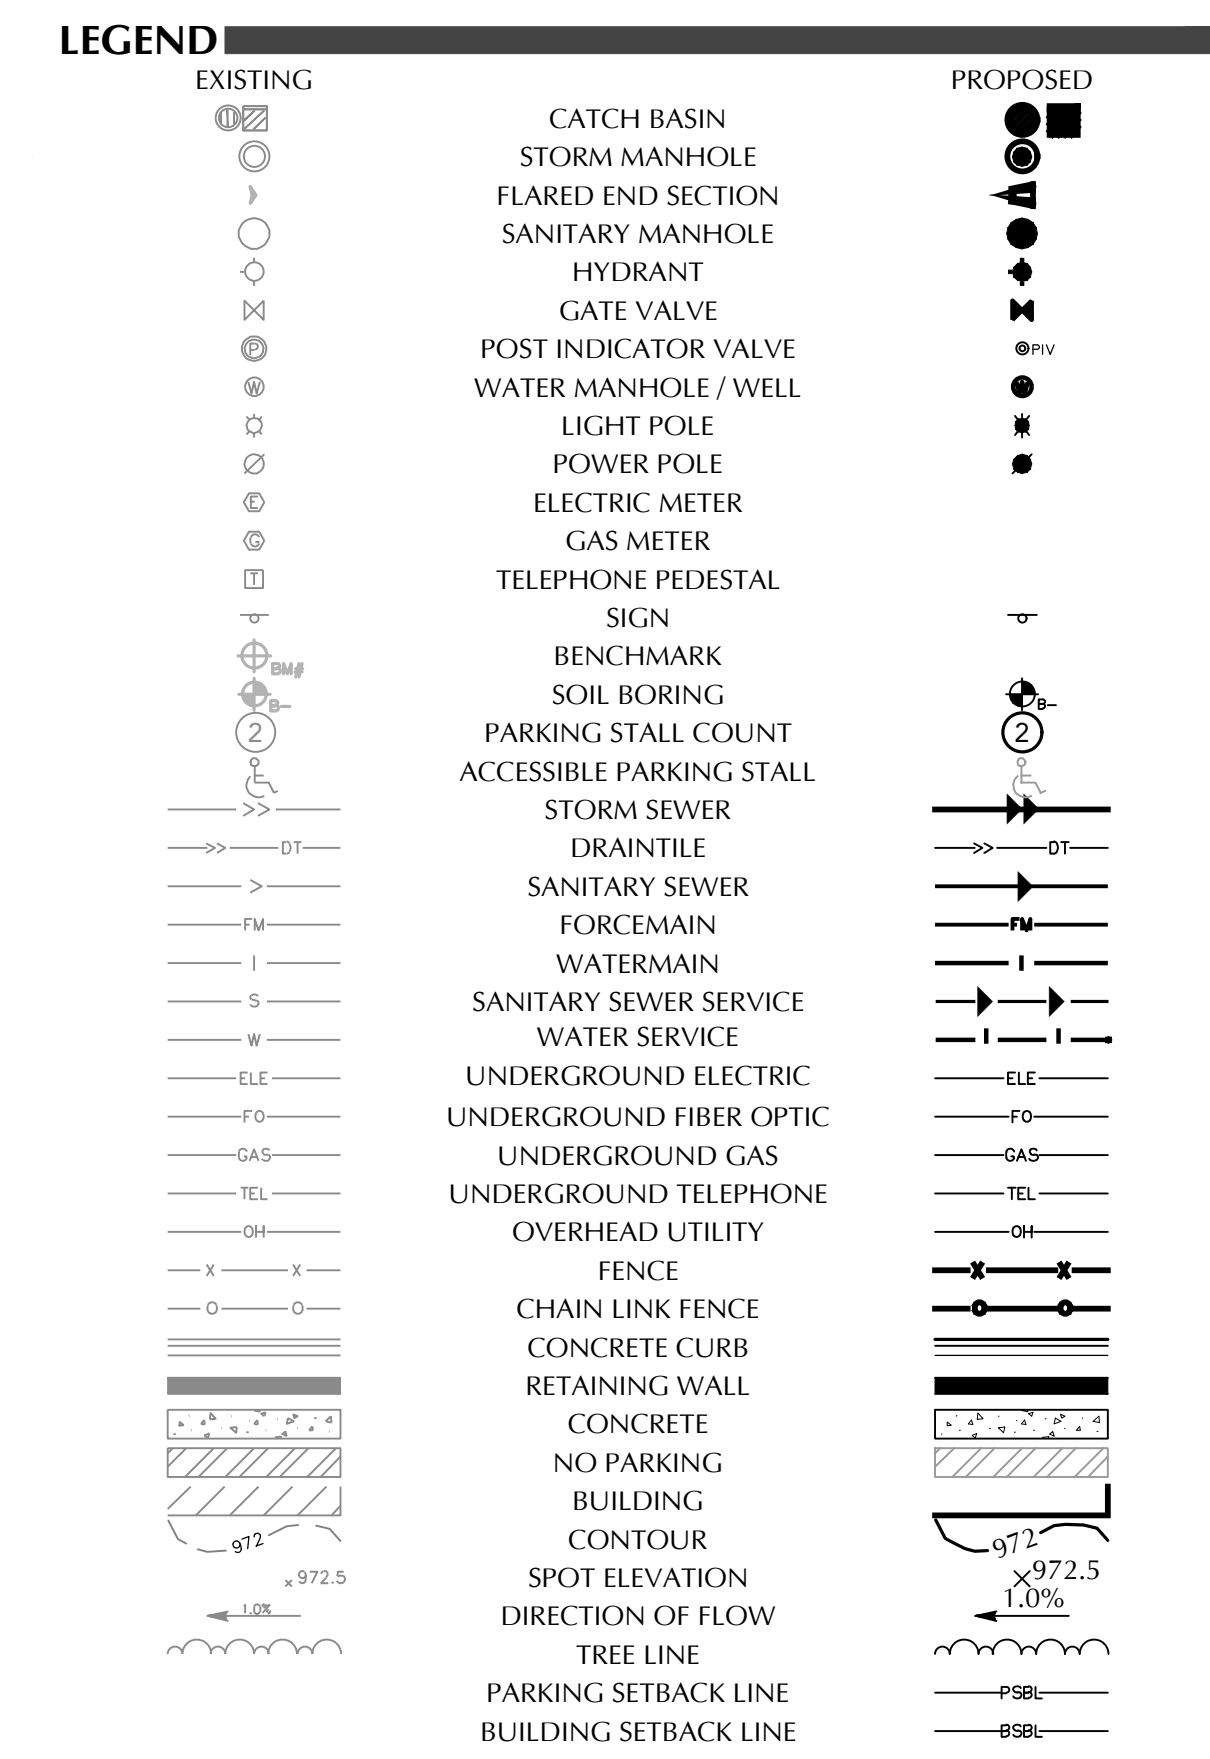 LEGEND
EXISTING PROPOSED
CATCH BASIN
STORM MANHOLE
FLARED END SECTION
SANITARY MANHOLE
HYDRANT
GATE VALVE
P POST INDICATOR VALVE PIV
W WATER MANHOLE / WELL W
LIGHT POLE
POWER POLE
E ELECTRIC METER
G GAS METER
T TELEPHONE PEDESTAL
SIGN
BM# BENCHMARK
B- SOIL BORING B-
2 PARKING STALL COUNT 2
ACCESSIBLE PARKING STALL
>> STORM SEWER
>> DT DRAINTILE >> DT
> SANITARY SEWER
FM FORCEMAIN FM
I WATERMAIN I
S SANITARY SEWER SERVICE
W WATER SERVICE I I
ELE UNDERGROUND ELECTRIC ELE
FO UNDERGROUND FIBER OPTIC FO
GAS UNDERGROUND GAS GAS
TEL UNDERGROUND TELEPHONE TEL
OH OVERHEAD UTILITY OH
X X FENCE X X
O O CHAIN LINK FENCE O O
CONCRETE CURB
RETAINING WALL
CONCRETE
NO PARKING
BUILDING
972 CONTOUR 972
x 972.5 SPOT ELEVATION x 972.5
1.0% DIRECTION OF FLOW 1.0%
TREE LINE
PARKING SETBACK LINE PSBL
BUILDING SETBACK LINE BSBL